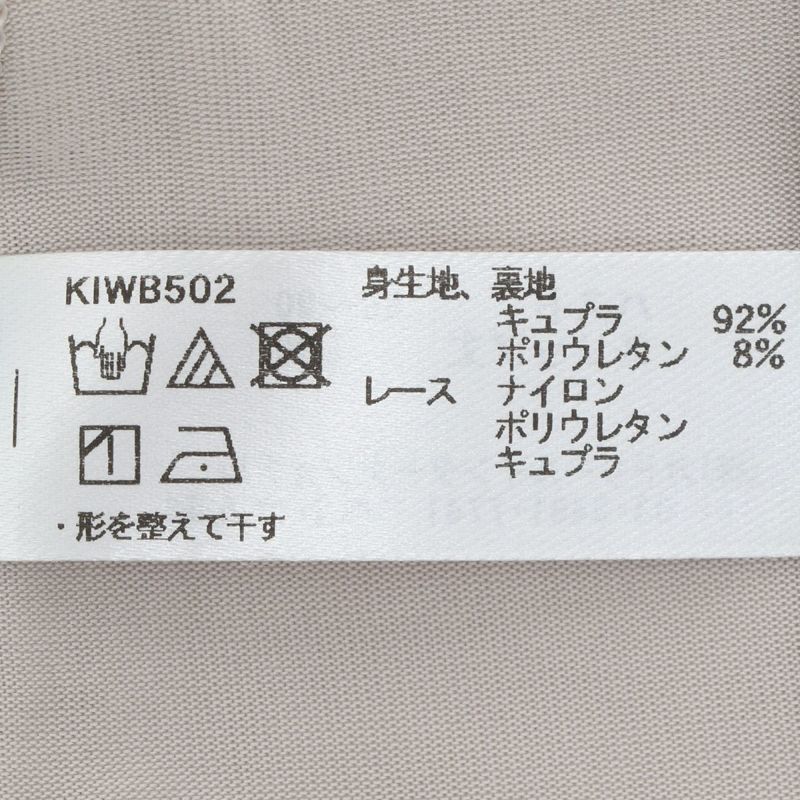 KIWB502
身生地、裏地
キュプラ 92%
ポリウレタン 8%
レース ナイロン
ポリウレタン
キュプラ
・形を整えて干す